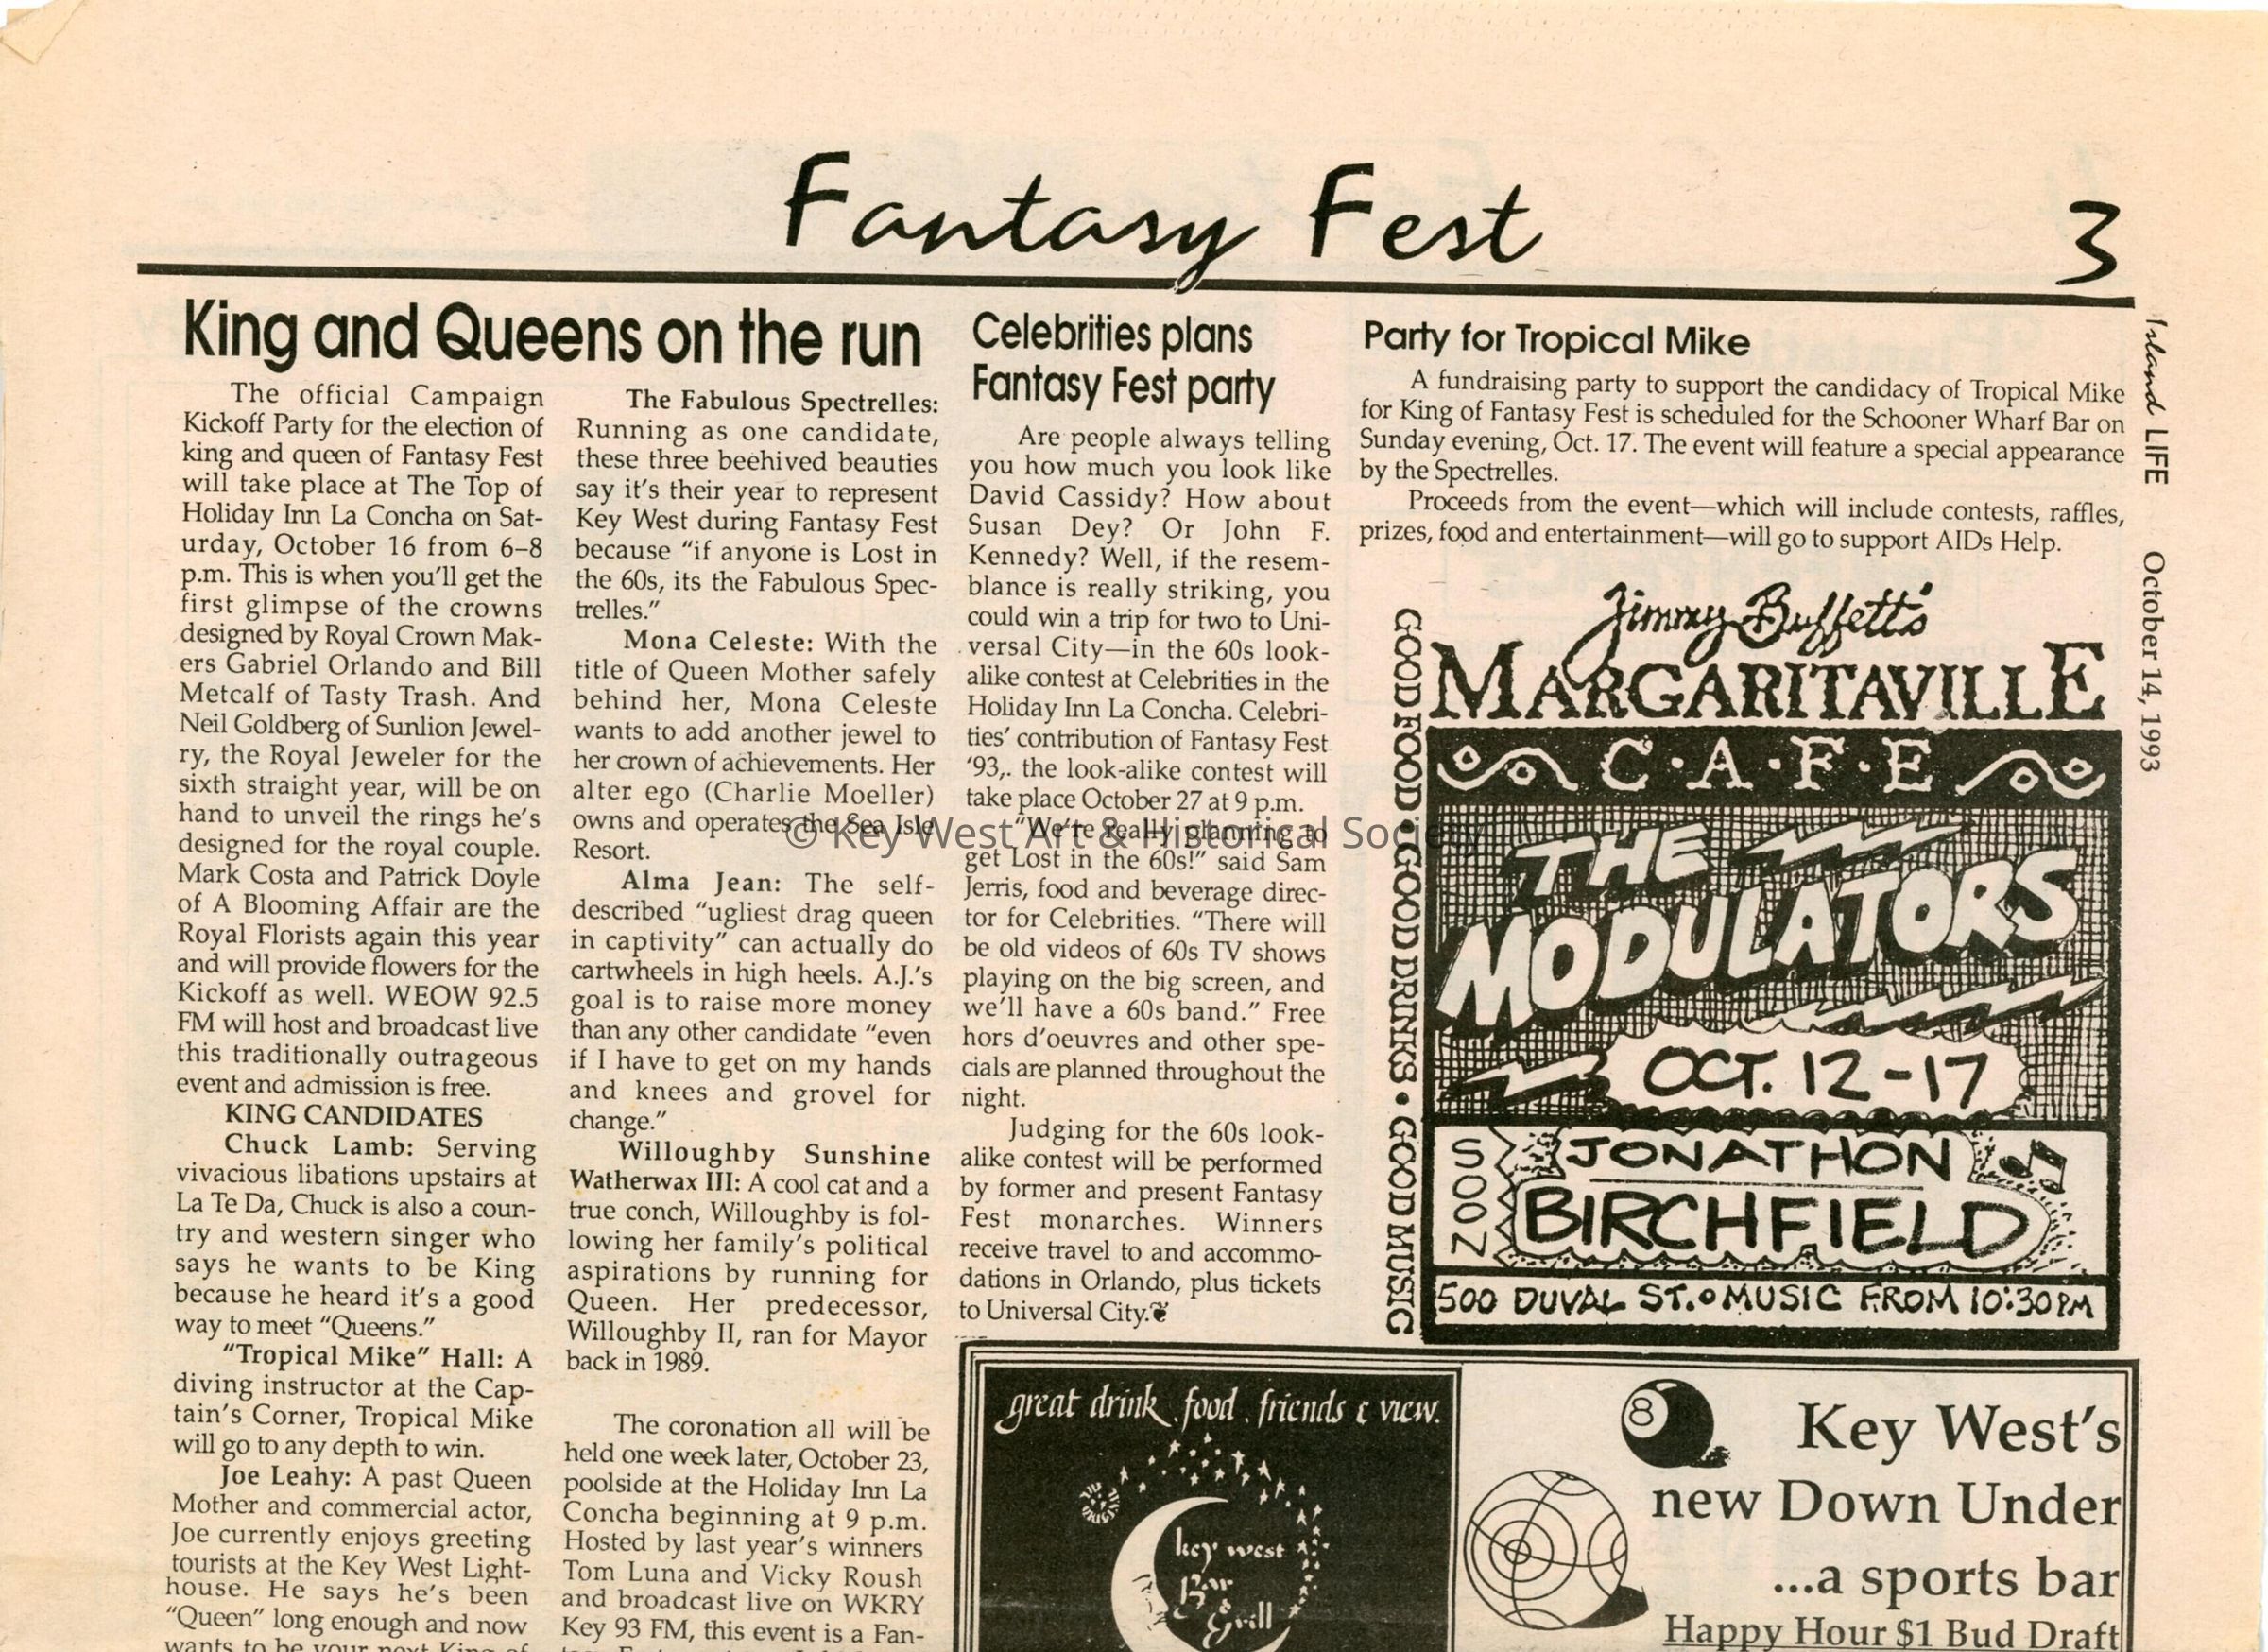 Fantasy Fest
3
Island LIFE October 14, 1993
King and Queens on the run
The official Campaign
Kickoff Party for the election of
king and queen of Fantasy Fest
will take place at The Top of
Holiday Inn La Concha on Sat-
urday, October 16 from 6–8
p.m. This is when you'll get the
first glimpse of the crowns
designed by Royal Crown Mak-
ers Gabriel Orlando and Bill
Metcalf of Tasty Trash. And
Neil Goldberg of Sunlion Jewel-
ry, the Royal Jeweler for the
sixth straight year, will be on
hand to unveil the rings he's
designed for the royal couple.
Mark Costa and Patrick Doyle
of A Blooming Affair are the
Royal Florists again this year
and will provide flowers for the
Kickoff as well. WEOW 92.5
FM will host and broadcast live
this traditionally outrageous
event and admission is free.
KING CANDIDATES
Chuck Lamb: Serving
vivacious libations upstairs at
La Te Da, Chuck is also a coun-
try and western singer who
says he wants to be King
because he heard it's a good
way to meet "Queens."
"Tropical Mike" Hall: A
diving instructor at the Cap-
tain's Corner, Tropical Mike
will go to any depth to win.
Joe Leahy: A past Queen
Mother and commercial actor,
Joe currently enjoys greeting
tourists at the Key West Light-
house. He says he's been
"Queen" long enough and now
wants to be your next King of
The Fabulous Spectrelles:
Running as one candidate,
these three beehived beauties
say it's their year to represent
Key West during Fantasy Fest
because "if anyone is Lost in
the 60s, its the Fabulous Spec-
trelles."
Mona Celeste: With the
title of Queen Mother safely
behind her, Mona Celeste
wants to add another jewel to
her crown of achievements. Her
alter ego (Charlie Moeller)
owns and operates the Sea Isle
Resort.
Alma Jean: The self-
described "ugliest drag queen
in captivity" can actually do
cartwheels in high heels. A.J.'s
goal is to raise more money
than any other candidate "even
if I have to get on my hands
and knees and grovel for
change."
Willoughby Sunshine
Watherwax III: A cool cat and a
true conch, Willoughby is fol-
lowing her family's political
aspirations by running for
Queen. Her predecessor,
Willoughby II, ran for Mayor
back in 1989.
The coronation all will be
held one week later, October 23,
poolside at the Holiday Inn La
Concha beginning at 9 p.m.
Hosted by last year's winners
Tom Luna and Vicky Roush
and broadcast live on WKRY
Key 93 FM, this event is a Fan-
Celebrities plans
Fantasy Fest party
Are people always telling
you how much you look like
David Cassidy? How about
Susan Dey? Or John F.
Kennedy? Well, if the resem-
blance is really striking, you
could win a trip for two to Uni-
versal City—in the 60s look-
alike contest at Celebrities in the
Holiday Inn La Concha. Celebri-
ties' contribution of Fantasy Fest
'93,. the look-alike contest will
take place October 27 at 9 p.m.
"We're really planning to
get Lost in the 60s!" said Sam
Jerris, food and beverage direc-
tor for Celebrities. "There will
be old videos of 60s TV shows
playing on the big screen, and
we'll have a 60s band." Free
hors d'oeuvres and other spe-
cials are planned throughout the
night.
Judging for the 60s look-
alike contest will be performed
by former and present Fantasy
Fest monarches. Winners
receive travel to and accommo-
dations in Orlando, plus tickets
to Universal City.
Party for Tropical Mike
A fundraising party to support the candidacy of Tropical Mike
for King of Fantasy Fest is scheduled for the Schooner Wharf Bar on
Sunday evening, Oct. 17. The event will feature a special appearance
by the Spectrelles.
Proceeds from the event—which will include contests, raffles,
prizes, food and entertainment—will go to support AIDs Help.
Jimmy Buffett's
MARGARITAVILLE
C·A·F·E
GOOD FOOD • GOOD DRINKS • GOOD MUSIC
THE
MODULATORS
OCT. 12-17
SOON
JONATHON
BIRCHFIELD
500 DUVAL ST. • MUSIC FROM 10:30 PM
great drink. food. friends & view.
key west
Bar
&
Grill
8
Key West's
new Down Under
...a sports bar
Happy Hour $1 Bud Draft
© Key West Art & Historical Society